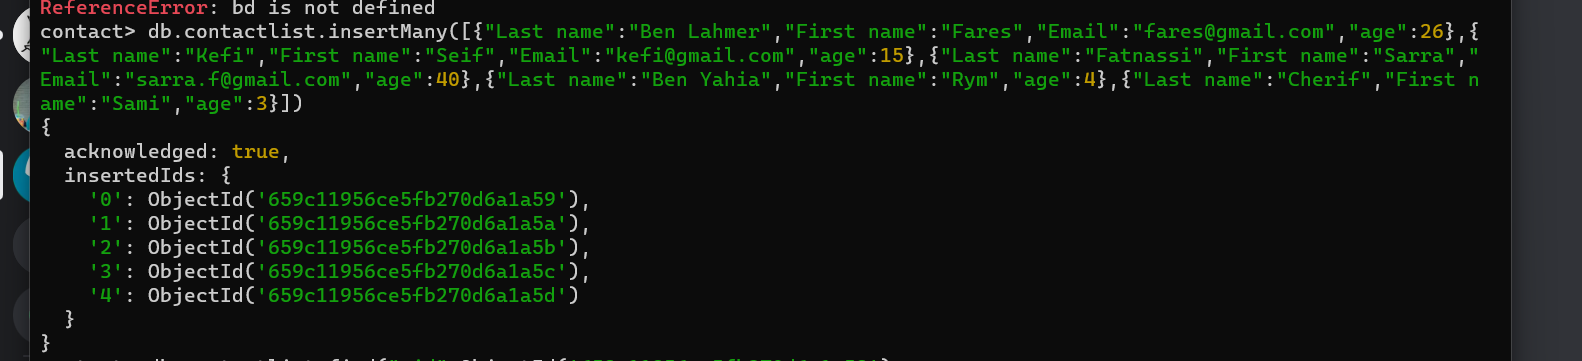 ReferenceError: bd is not defined
contact> db.contactlist.insertMany([{"Last name":"Ben Lahmer","First name":"Fares","Email":"fares@gmail.com","age":26},{
"Last name":"Kefi","First name":"Seif","Email":"kefi@gmail.com","age":15},{"Last name":"Fatnassi","First name":"Sarra","
Email":"sarra.f@gmail.com","age":40},{"Last name":"Ben Yahia","First name":"Rym","age":4},{"Last name":"Cherif","First n
ame":"Sami","age":3}])
{
  acknowledged: true,
  insertedIds: {
    '0': ObjectId('659c11956ce5fb270d6a1a59'),
    '1': ObjectId('659c11956ce5fb270d6a1a5a'),
    '2': ObjectId('659c11956ce5fb270d6a1a5b'),
    '3': ObjectId('659c11956ce5fb270d6a1a5c'),
    '4': ObjectId('659c11956ce5fb270d6a1a5d')
  }
}